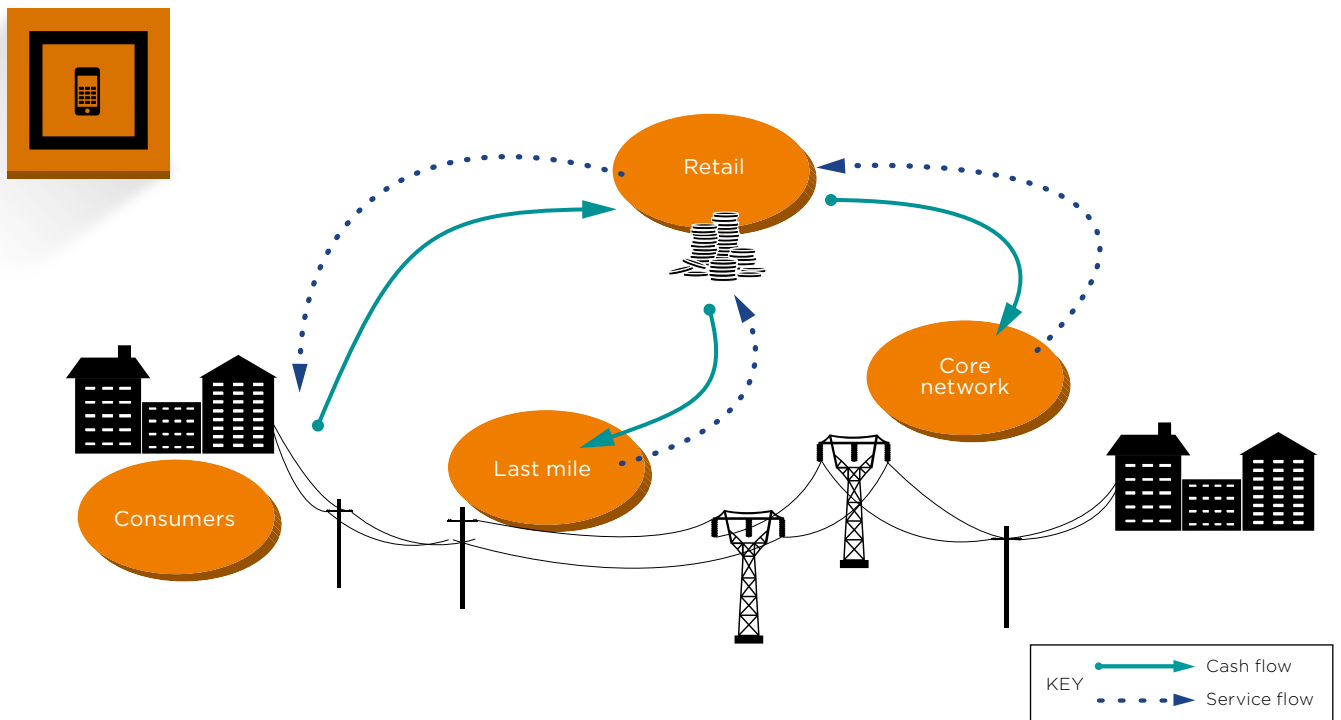 Retail
Core
network
Last mile
Consumers
KEY
Cash flow
Service flow